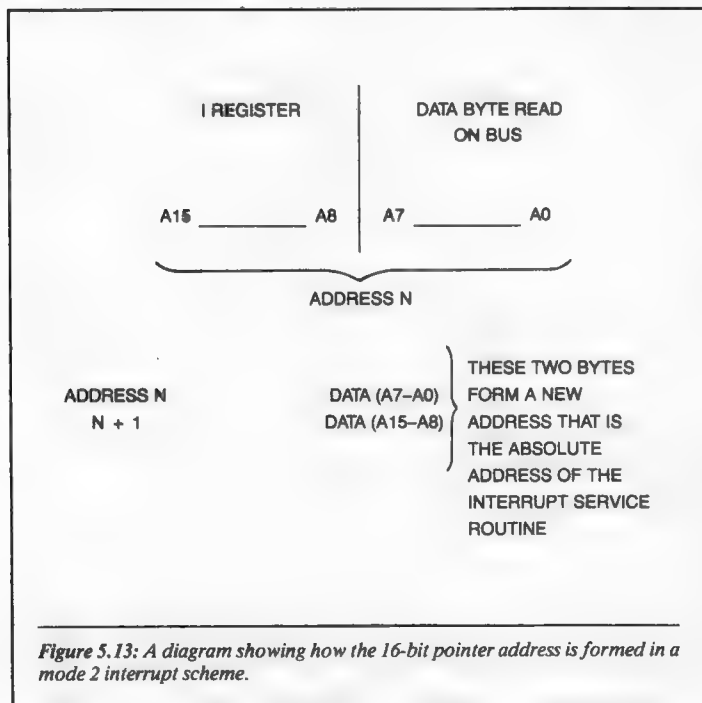 I REGISTER
DATA BYTE READ
ON BUS
A15 ________ A8
A7 ________ A0
ADDRESS N
ADDRESS N
N + 1
DATA (A7–A0)
DATA (A15–A8)
THESE TWO BYTES
FORM A NEW
ADDRESS THAT IS
THE ABSOLUTE
ADDRESS OF THE
INTERRUPT SERVICE
ROUTINE
Figure 5.13: A diagram showing how the 16-bit pointer address is formed in a
mode 2 interrupt scheme.